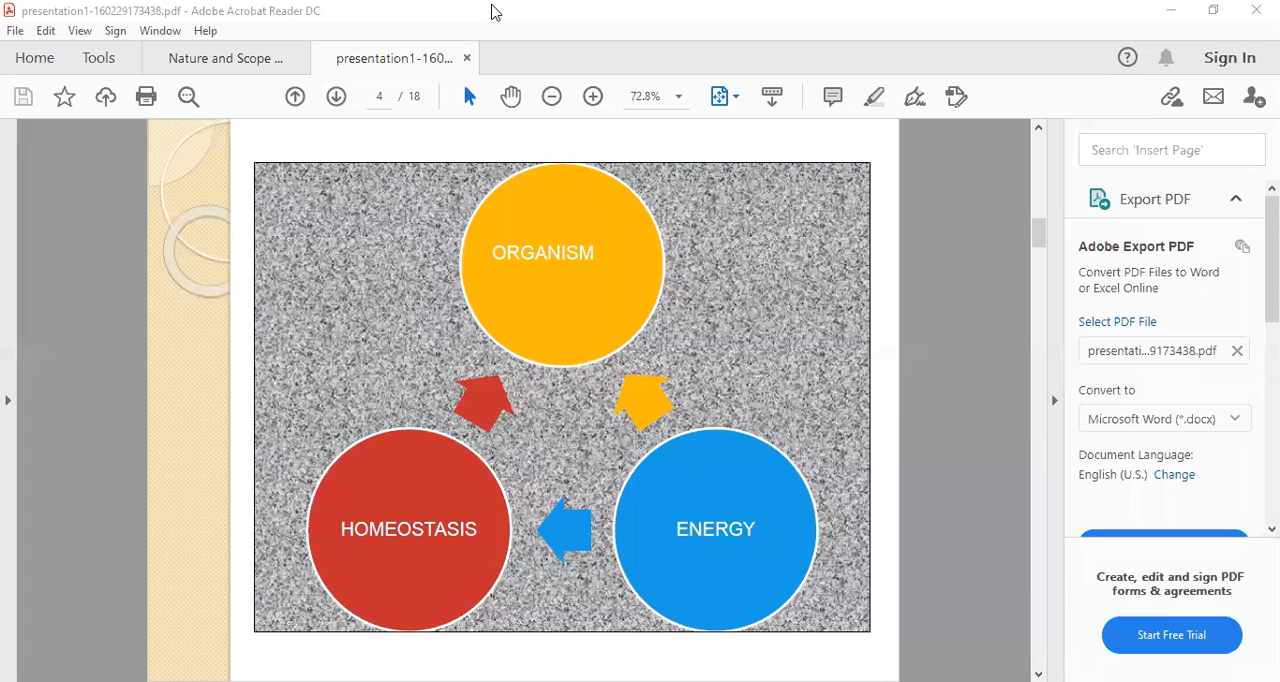 presentation1-160229173438.pdf - Adobe Acrobat Reader DC
File Edit View Sign Window Help
Home Tools Nature and Scope ... presentation1-160... × Sign In
4 / 18 72.8%
Search 'Insert Page'
Export PDF
Adobe Export PDF
Convert PDF Files to Word
or Excel Online
Select PDF File
presentati...9173438.pdf
Convert to
Microsoft Word (*.docx)
Document Language:
English (U.S.) Change
Create, edit and sign PDF
forms & agreements
Start Free Trial
ORGANISM
HOMEOSTASIS
ENERGY